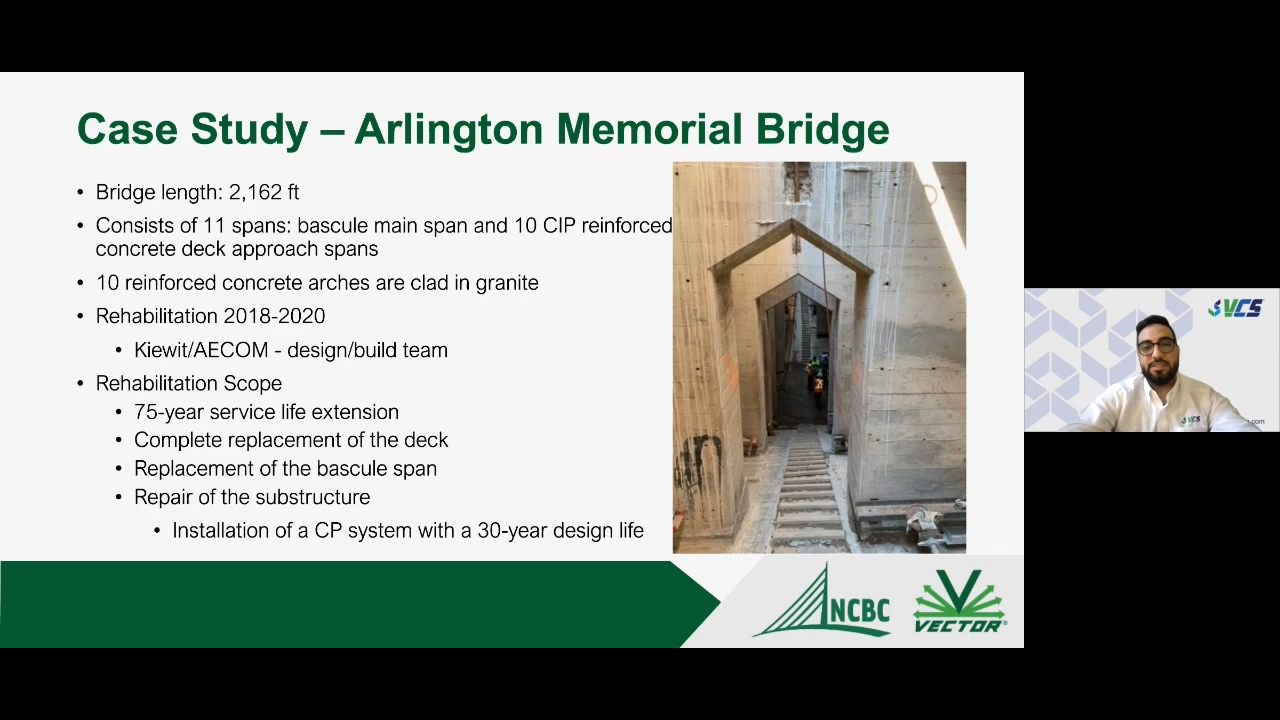 Case Study – Arlington Memorial Bridge
• Bridge length: 2,162 ft
• Consists of 11 spans: bascule main span and 10 CIP reinforced
concrete deck approach spans
• 10 reinforced concrete arches are clad in granite
• Rehabilitation 2018-2020
• Kiewit/AECOM - design/build team
• Rehabilitation Scope
• 75-year service life extension
• Complete replacement of the deck
• Replacement of the bascule span
• Repair of the substructure
• Installation of a CP system with a 30-year design life
NCBC
VECTOR®
VCS
VCS
.com